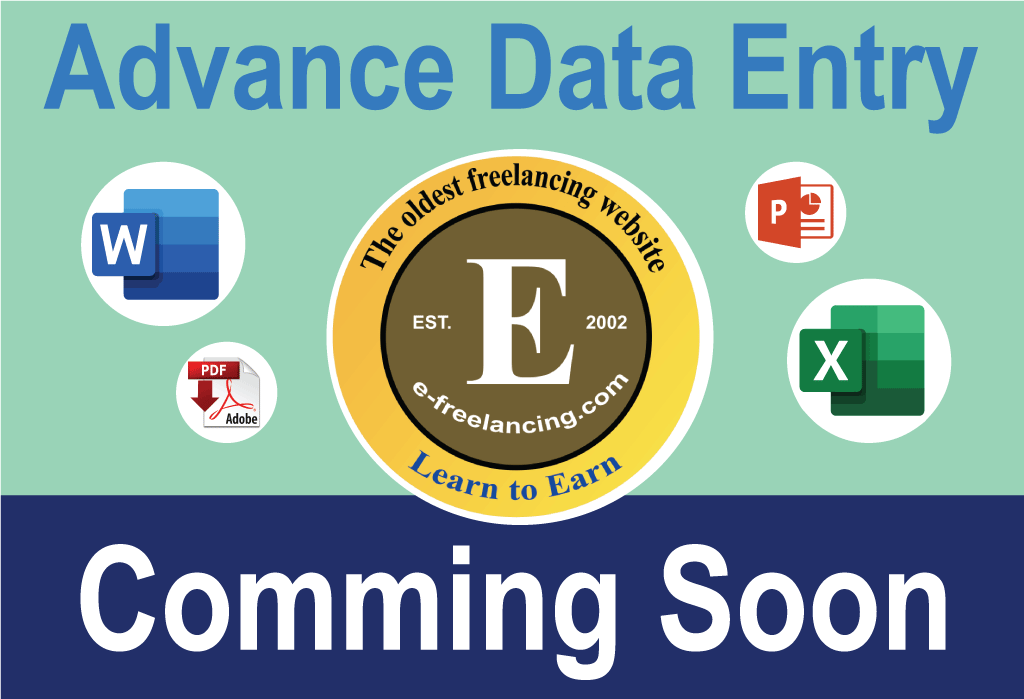 Advance Data Entry
W
P
The oldest freelancing website
EST.
E
2002
e-freelancing.com
Learn to Earn
PDF
Adobe
X
Comming Soon